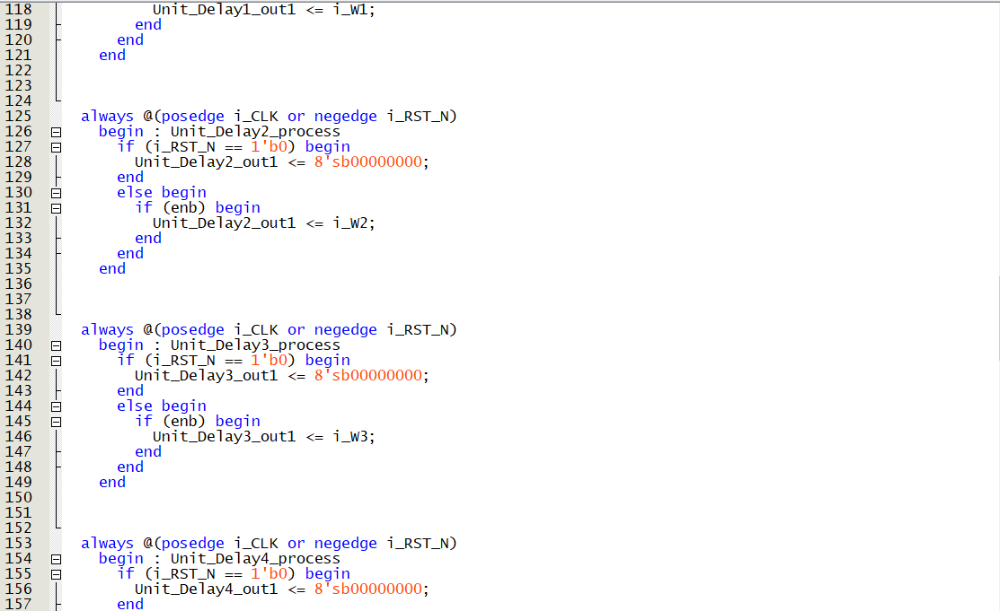 118 Unit_Delay1_out1 <= i_W1;
119 end
120 end
121 end
122
123
124
125 always @(posedge i_CLK or negedge i_RST_N)
126 begin : Unit_Delay2_process
127 if (i_RST_N == 1'b0) begin
128 Unit_Delay2_out1 <= 8'sb00000000;
129 end
130 else begin
131 if (enb) begin
132 Unit_Delay2_out1 <= i_W2;
133 end
134 end
135 end
136
137
138
139 always @(posedge i_CLK or negedge i_RST_N)
140 begin : Unit_Delay3_process
141 if (i_RST_N == 1'b0) begin
142 Unit_Delay3_out1 <= 8'sb00000000;
143 end
144 else begin
145 if (enb) begin
146 Unit_Delay3_out1 <= i_W3;
147 end
148 end
149 end
150
151
152
153 always @(posedge i_CLK or negedge i_RST_N)
154 begin : Unit_Delay4_process
155 if (i_RST_N == 1'b0) begin
156 Unit_Delay4_out1 <= 8'sb00000000;
157 end